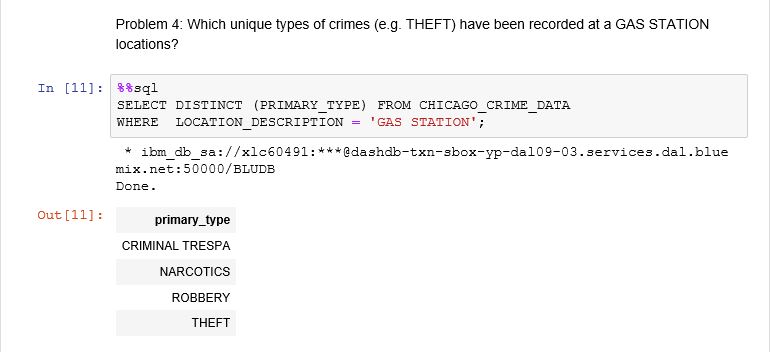 Problem 4: Which unique types of crimes (e.g. THEFT) have been recorded at a GAS STATION
locations?
In [11]: %%sql
SELECT DISTINCT (PRIMARY_TYPE) FROM CHICAGO_CRIME_DATA
WHERE  LOCATION_DESCRIPTION = 'GAS STATION';
* ibm_db_sa://xlc60491:***@dashdb-txn-sbox-yp-dal09-03.services.dal.blue
mix.net:50000/BLUDB
Done.
Out[11]: primary_type
CRIMINAL TRESPA
NARCOTICS
ROBBERY
THEFT